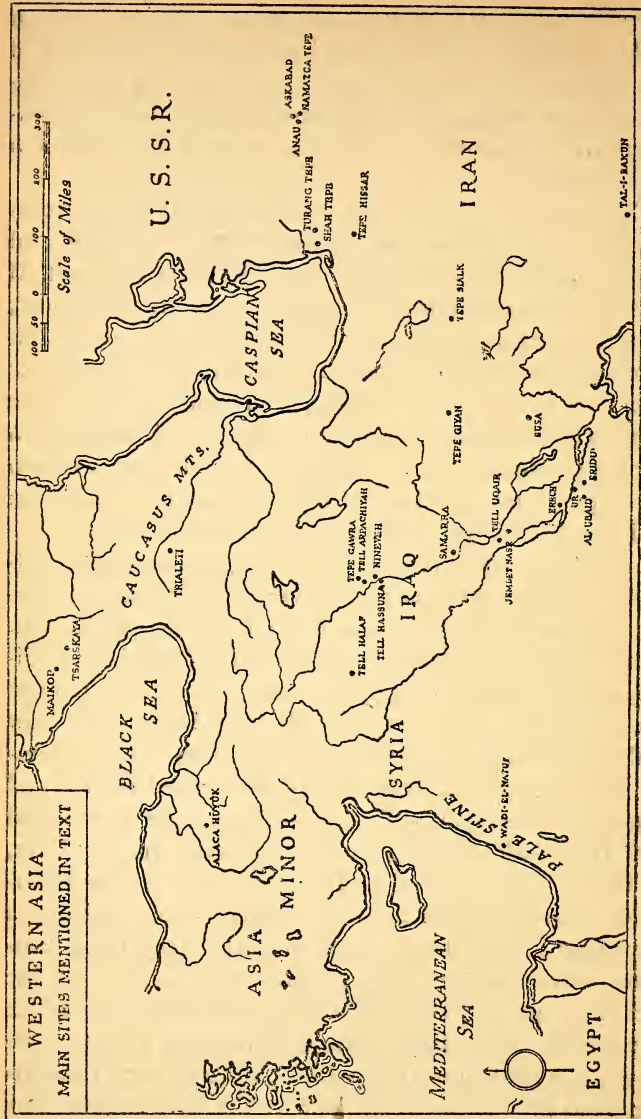 WESTERN ASIA
MAIN SITES MENTIONED IN TEXT
100 50 0 100 200 300
Scale of Miles
U. S. S. R.
MAIKOP
TSARSKAYA
CAUCASUS MTS.
TRIALETI
BLACK
SEA
CASPIAN
SEA
ANAU
ASKABAD
NAMAZGA TEPE
TURANG TEPE
SHAH TEPE
TEPE HISSAR
ALACA HÜYÜK
ASIA
MINOR
TEPE GAWRA
TELL ARPACHIYAH
NINEVEH
TELL HALAF
TELL HASSUNA
IRAQ
SAMARRA
TEPE GIYAN
TEPE SIALK
IRAN
SYRIA
TELL UQAIR
JEMDET NASR
SUSA
ERECH
UR
AL-UBAID
ERIDU
TAL-I-BAKUN
MEDITERRANEAN
SEA
PALESTINE
WADI-EL-NATUF
EGYPT